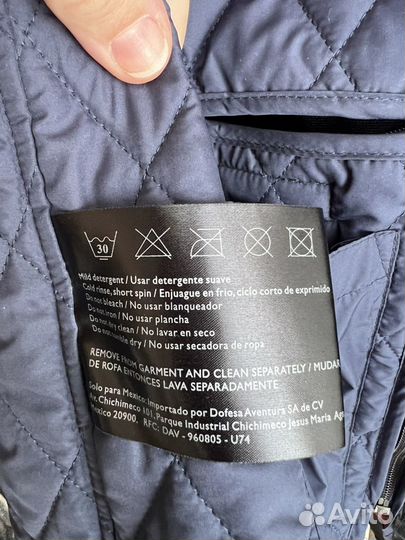 30
Mild detergent / Usar detergente suave
Cold rinse, short spin / Enjuague en frío, ciclo corto de exprimido
Do not bleach / No usar blanqueador
Do not iron / No usar plancha
Do not dry clean / No lavar en seco
Do not tumble dry / No usar secadora de ropa
REMOVE FROM GARMENT AND CLEAN SEPARATELY / MUDAR
DE ROFA ENTONCES LAVA SEPARADAMENTE
Solo para Mexico: Importado por Dofesa Aventura SA de CV
Av. Chichimeco 101, Parque Industrial Chichimeco Jesus Maria
Mexico 20900, RFC: DAV - 960805 - U74
Avito